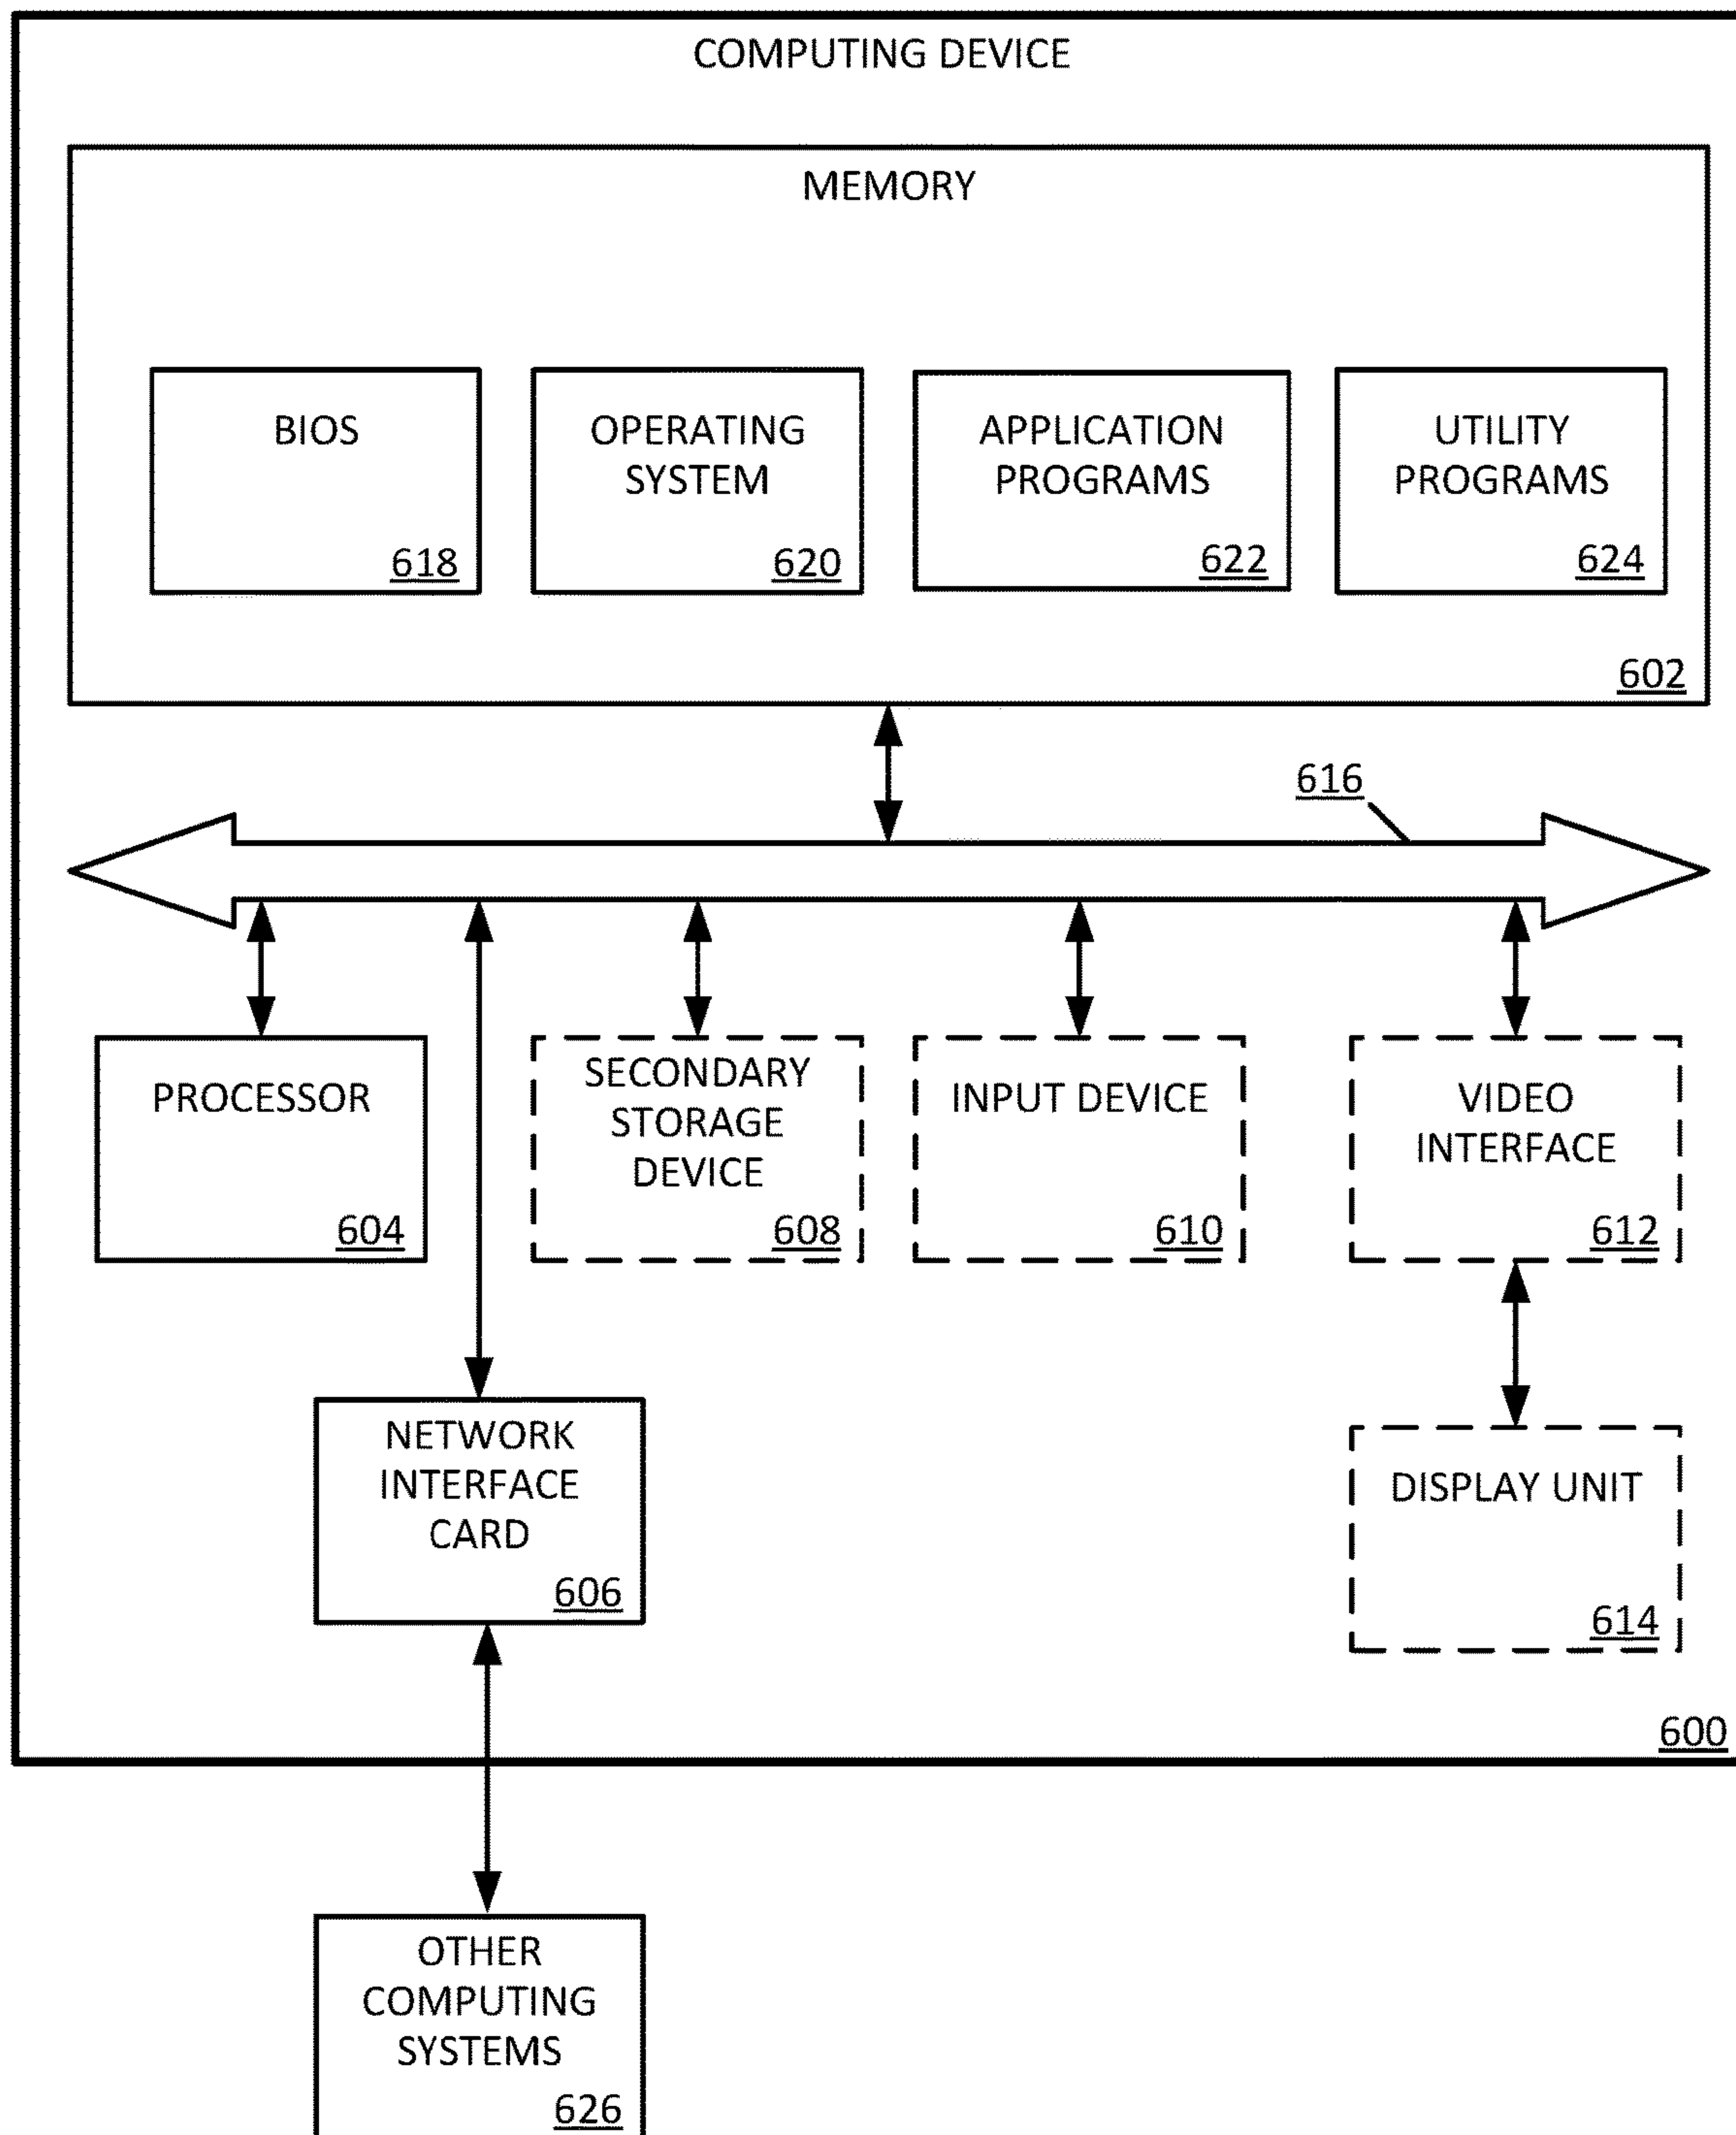 COMPUTING DEVICE
MEMORY
BIOS
618
OPERATING
SYSTEM
620
APPLICATION
PROGRAMS
622
UTILITY
PROGRAMS
624
602
616
PROCESSOR
604
SECONDARY
STORAGE
DEVICE
608
INPUT DEVICE
610
VIDEO
INTERFACE
612
NETWORK
INTERFACE
CARD
606
DISPLAY UNIT
614
600
OTHER
COMPUTING
SYSTEMS
626